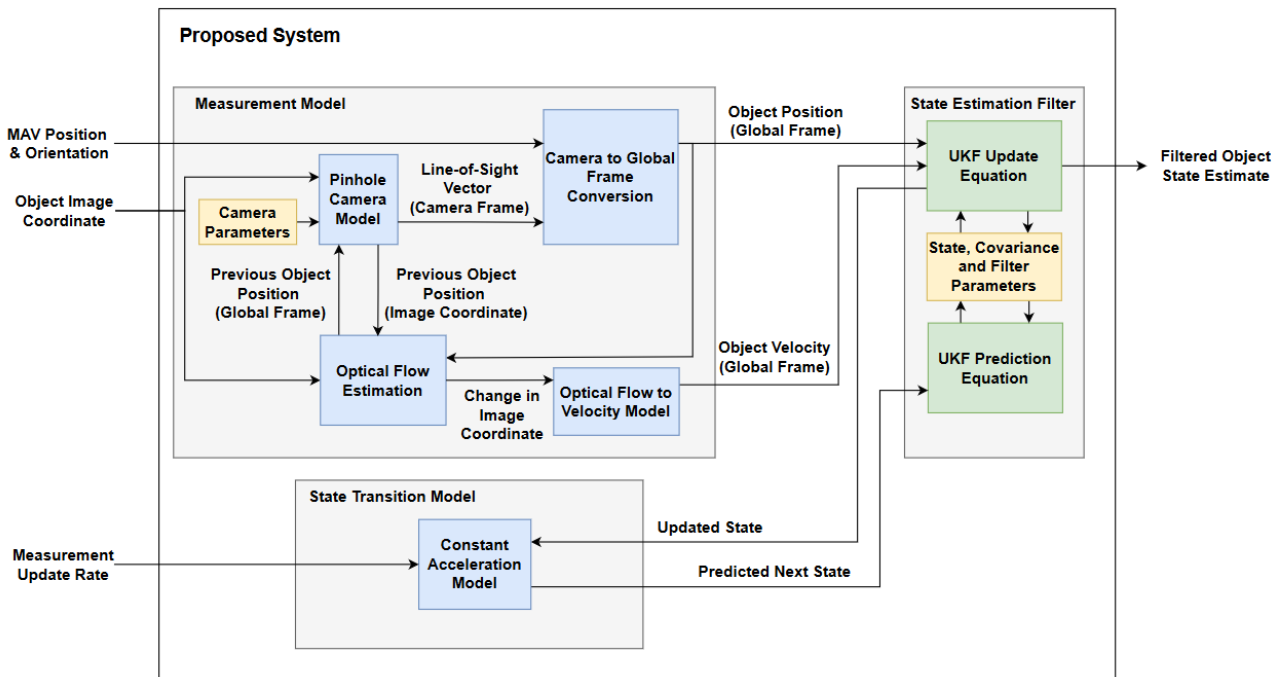 Proposed System
Measurement Model
MAV Position
& Orientation
Object Image
Coordinate
Camera
Parameters
Pinhole
Camera
Model
Line-of-Sight
Vector
(Camera Frame)
Camera to Global
Frame
Conversion
Previous Object
Position
(Global Frame)
Previous Object
Position
(Image Coordinate)
Optical Flow
Estimation
Change in
Image
Coordinate
Optical Flow to
Velocity Model
Object Position
(Global Frame)
Object Velocity
(Global Frame)
State Estimation Filter
UKF Update
Equation
State, Covariance
and Filter
Parameters
UKF Prediction
Equation
Filtered Object
State Estimate
State Transition Model
Measurement
Update Rate
Constant
Acceleration
Model
Updated State
Predicted Next State